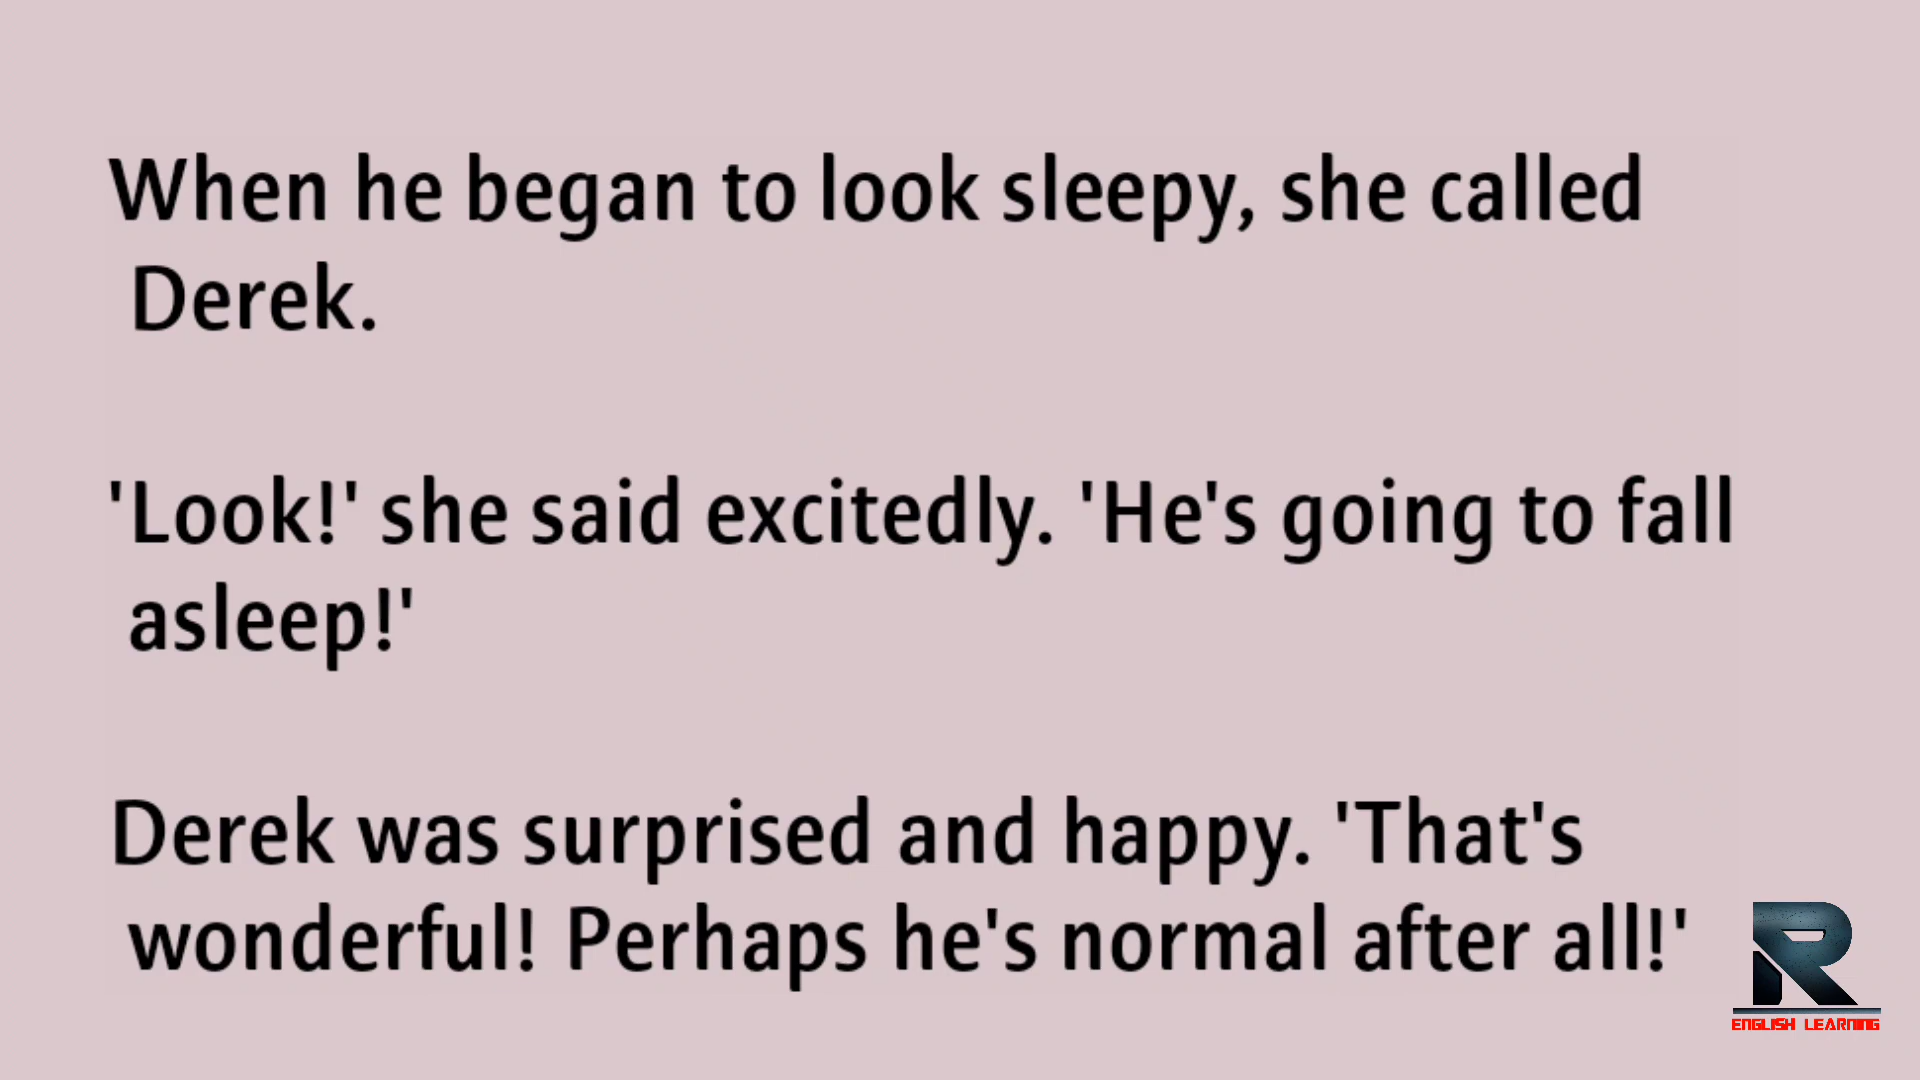 When he began to look sleepy, she called
Derek.
'Look!' she said excitedly. 'He's going to fall
asleep!'
Derek was surprised and happy. 'That's
wonderful! Perhaps he's normal after all!'
R
ENGLISH LEARNING